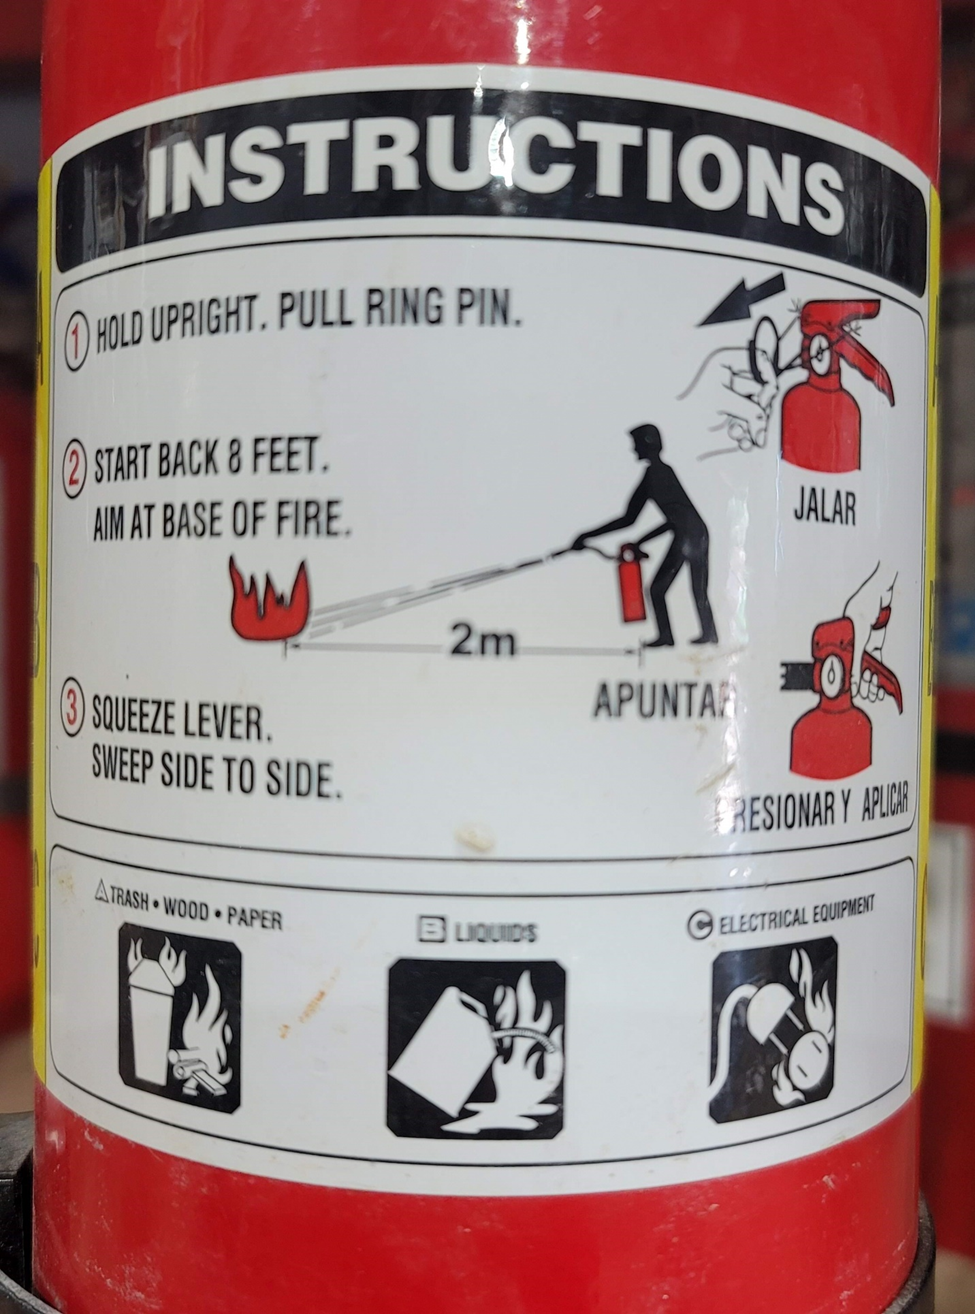 INSTRUCTIONS
1 HOLD UPRIGHT. PULL RING PIN.
JALAR
2 START BACK 8 FEET.
AIM AT BASE OF FIRE.
2m
APUNTAR
3 SQUEEZE LEVER.
SWEEP SIDE TO SIDE.
PRESIONAR Y APLICAR
A TRASH • WOOD • PAPER
B LIQUIDS
C ELECTRICAL EQUIPMENT